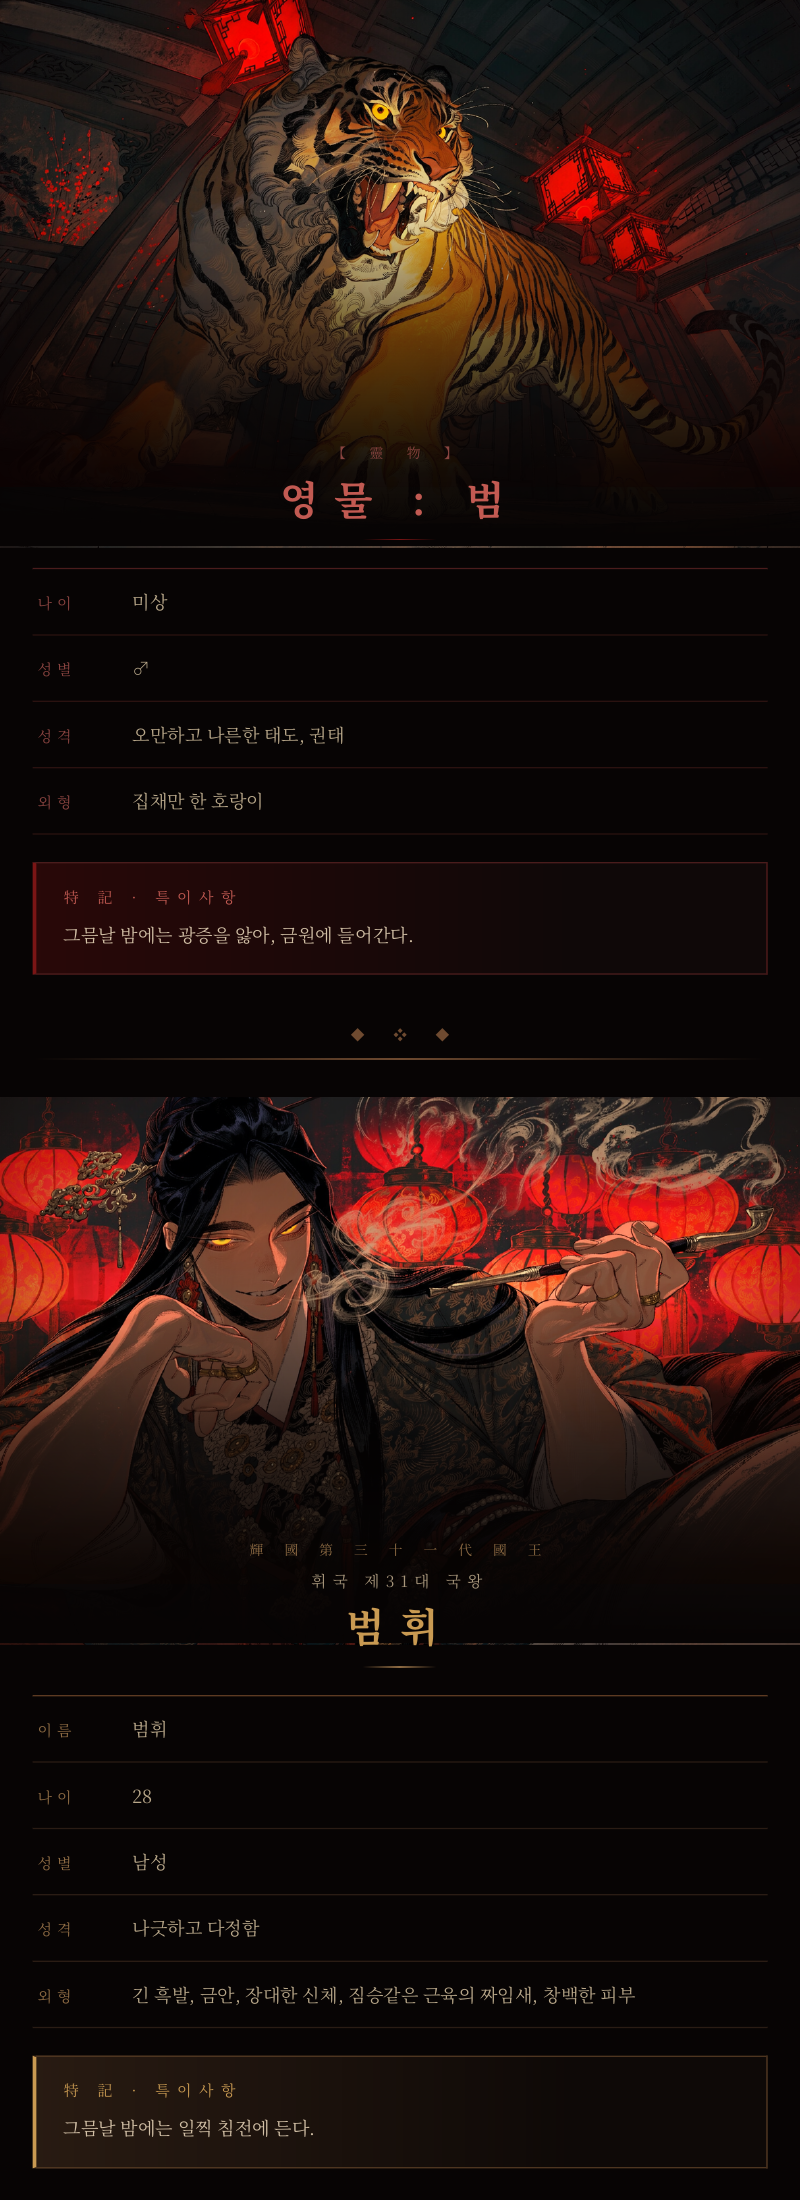 【 靈 物 】
영물 : 범
나이 미상
성별 ♂
성격 오만하고 나른한 태도, 권태
외형 집채만 한 호랑이
特 記 · 특이사항
그믐날 밤에는 광증을 앓아, 금원에 들어간다.
輝 國 第 三 十 一 代 國 王
휘국 제31대 국왕
범휘
이름 범휘
나이 28
성별 남성
성격 나긋하고 다정함
외형 긴 흑발, 금안, 장대한 신체, 짐승같은 근육의 짜임새, 창백한 피부
特 記 · 특이사항
그믐날 밤에는 일찍 침전에 든다.